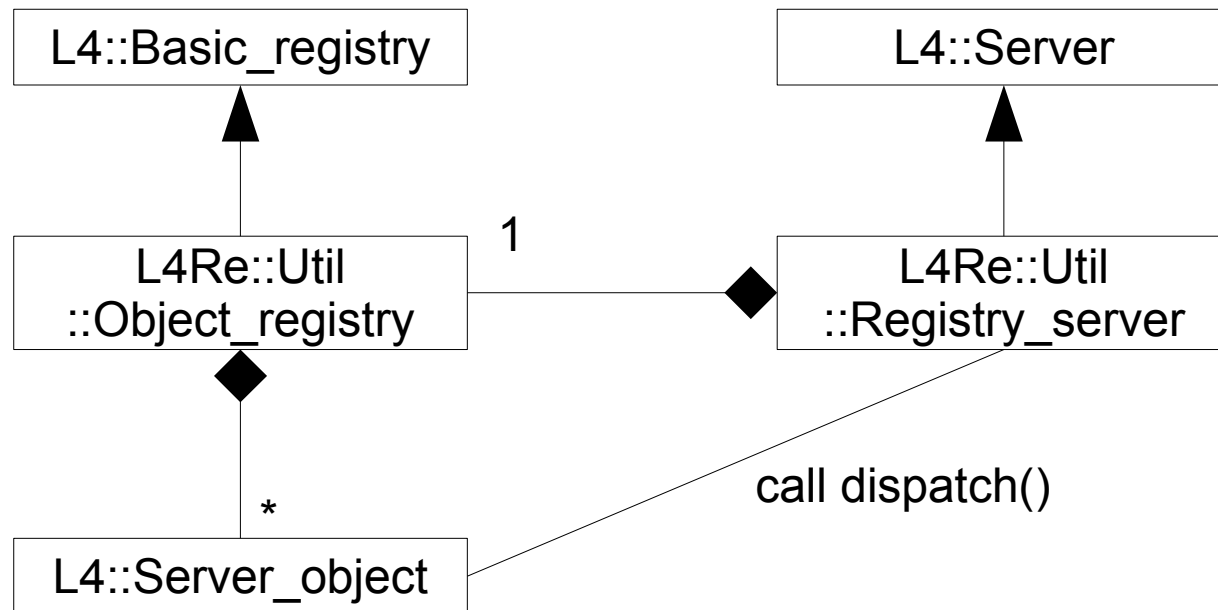 L4::Basic_registry
L4::Server
1
L4Re::Util
::Object_registry
L4Re::Util
::Registry_server
call dispatch()
*
L4::Server_object